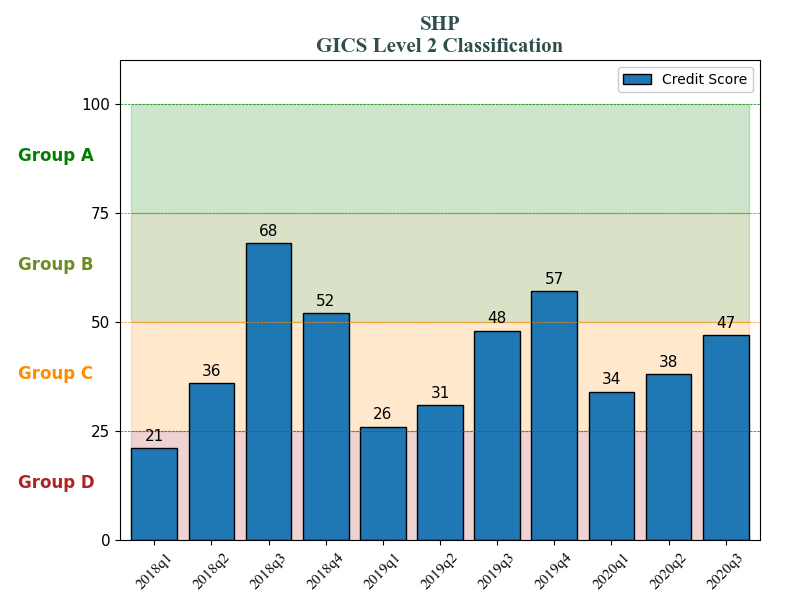 SHP
GICS Level 2 Classification
Credit Score
100
Group A
75
68
Group B
57
52
50
48
47
38
36
Group C
34
31
26
25
21
Group D
0
2018q1
2018q2
2018q3
2018q4
2019q1
2019q2
2019q3
2019q4
2020q1
2020q2
2020q3